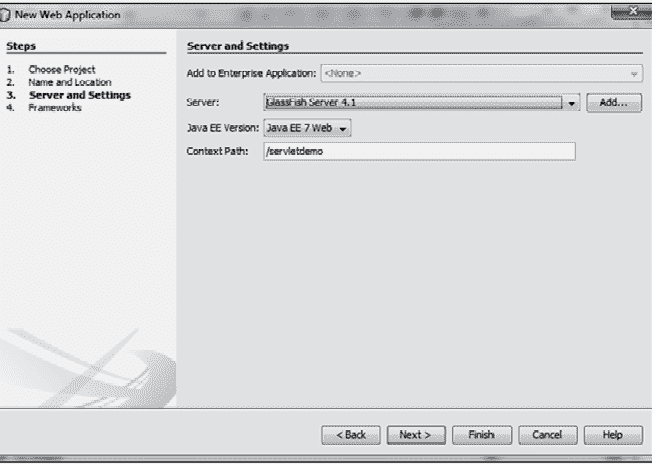 New Web Application
Steps
1. Choose Project
2. Name and Location
3. Server and Settings
4. Frameworks
Server and Settings
Add to Enterprise Application: <None>
Server: GlassFish Server 4.1 Add...
Java EE Version: Java EE 7 Web
Context Path: /servletdemo
< Back Next > Finish Cancel Help